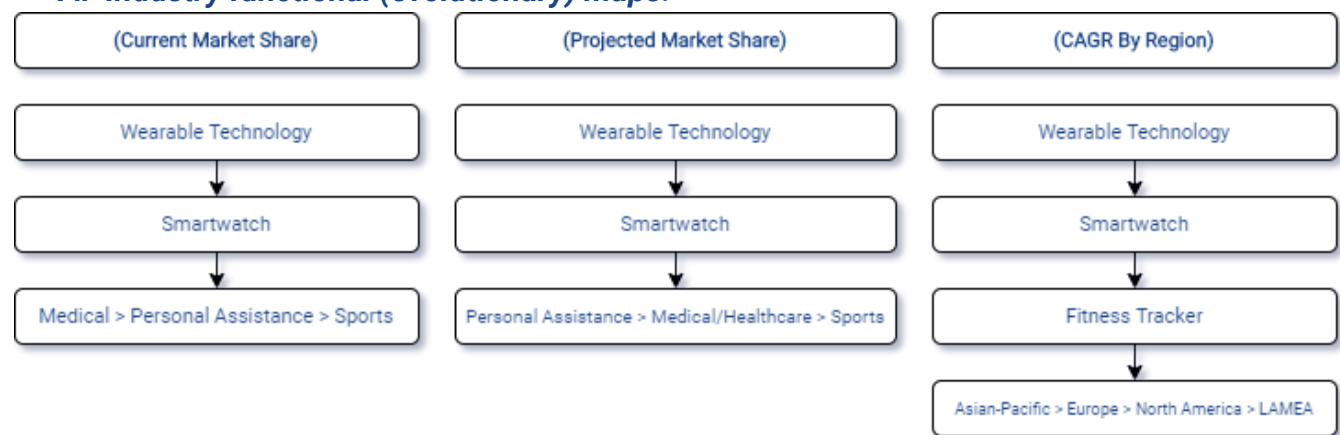 (Current Market Share)
Wearable Technology
Smartwatch
Medical > Personal Assistance > Sports
(Projected Market Share)
Wearable Technology
Smartwatch
Personal Assistance > Medical/Healthcare > Sports
(CAGR By Region)
Wearable Technology
Smartwatch
Fitness Tracker
Asian-Pacific > Europe > North America > LAMEA